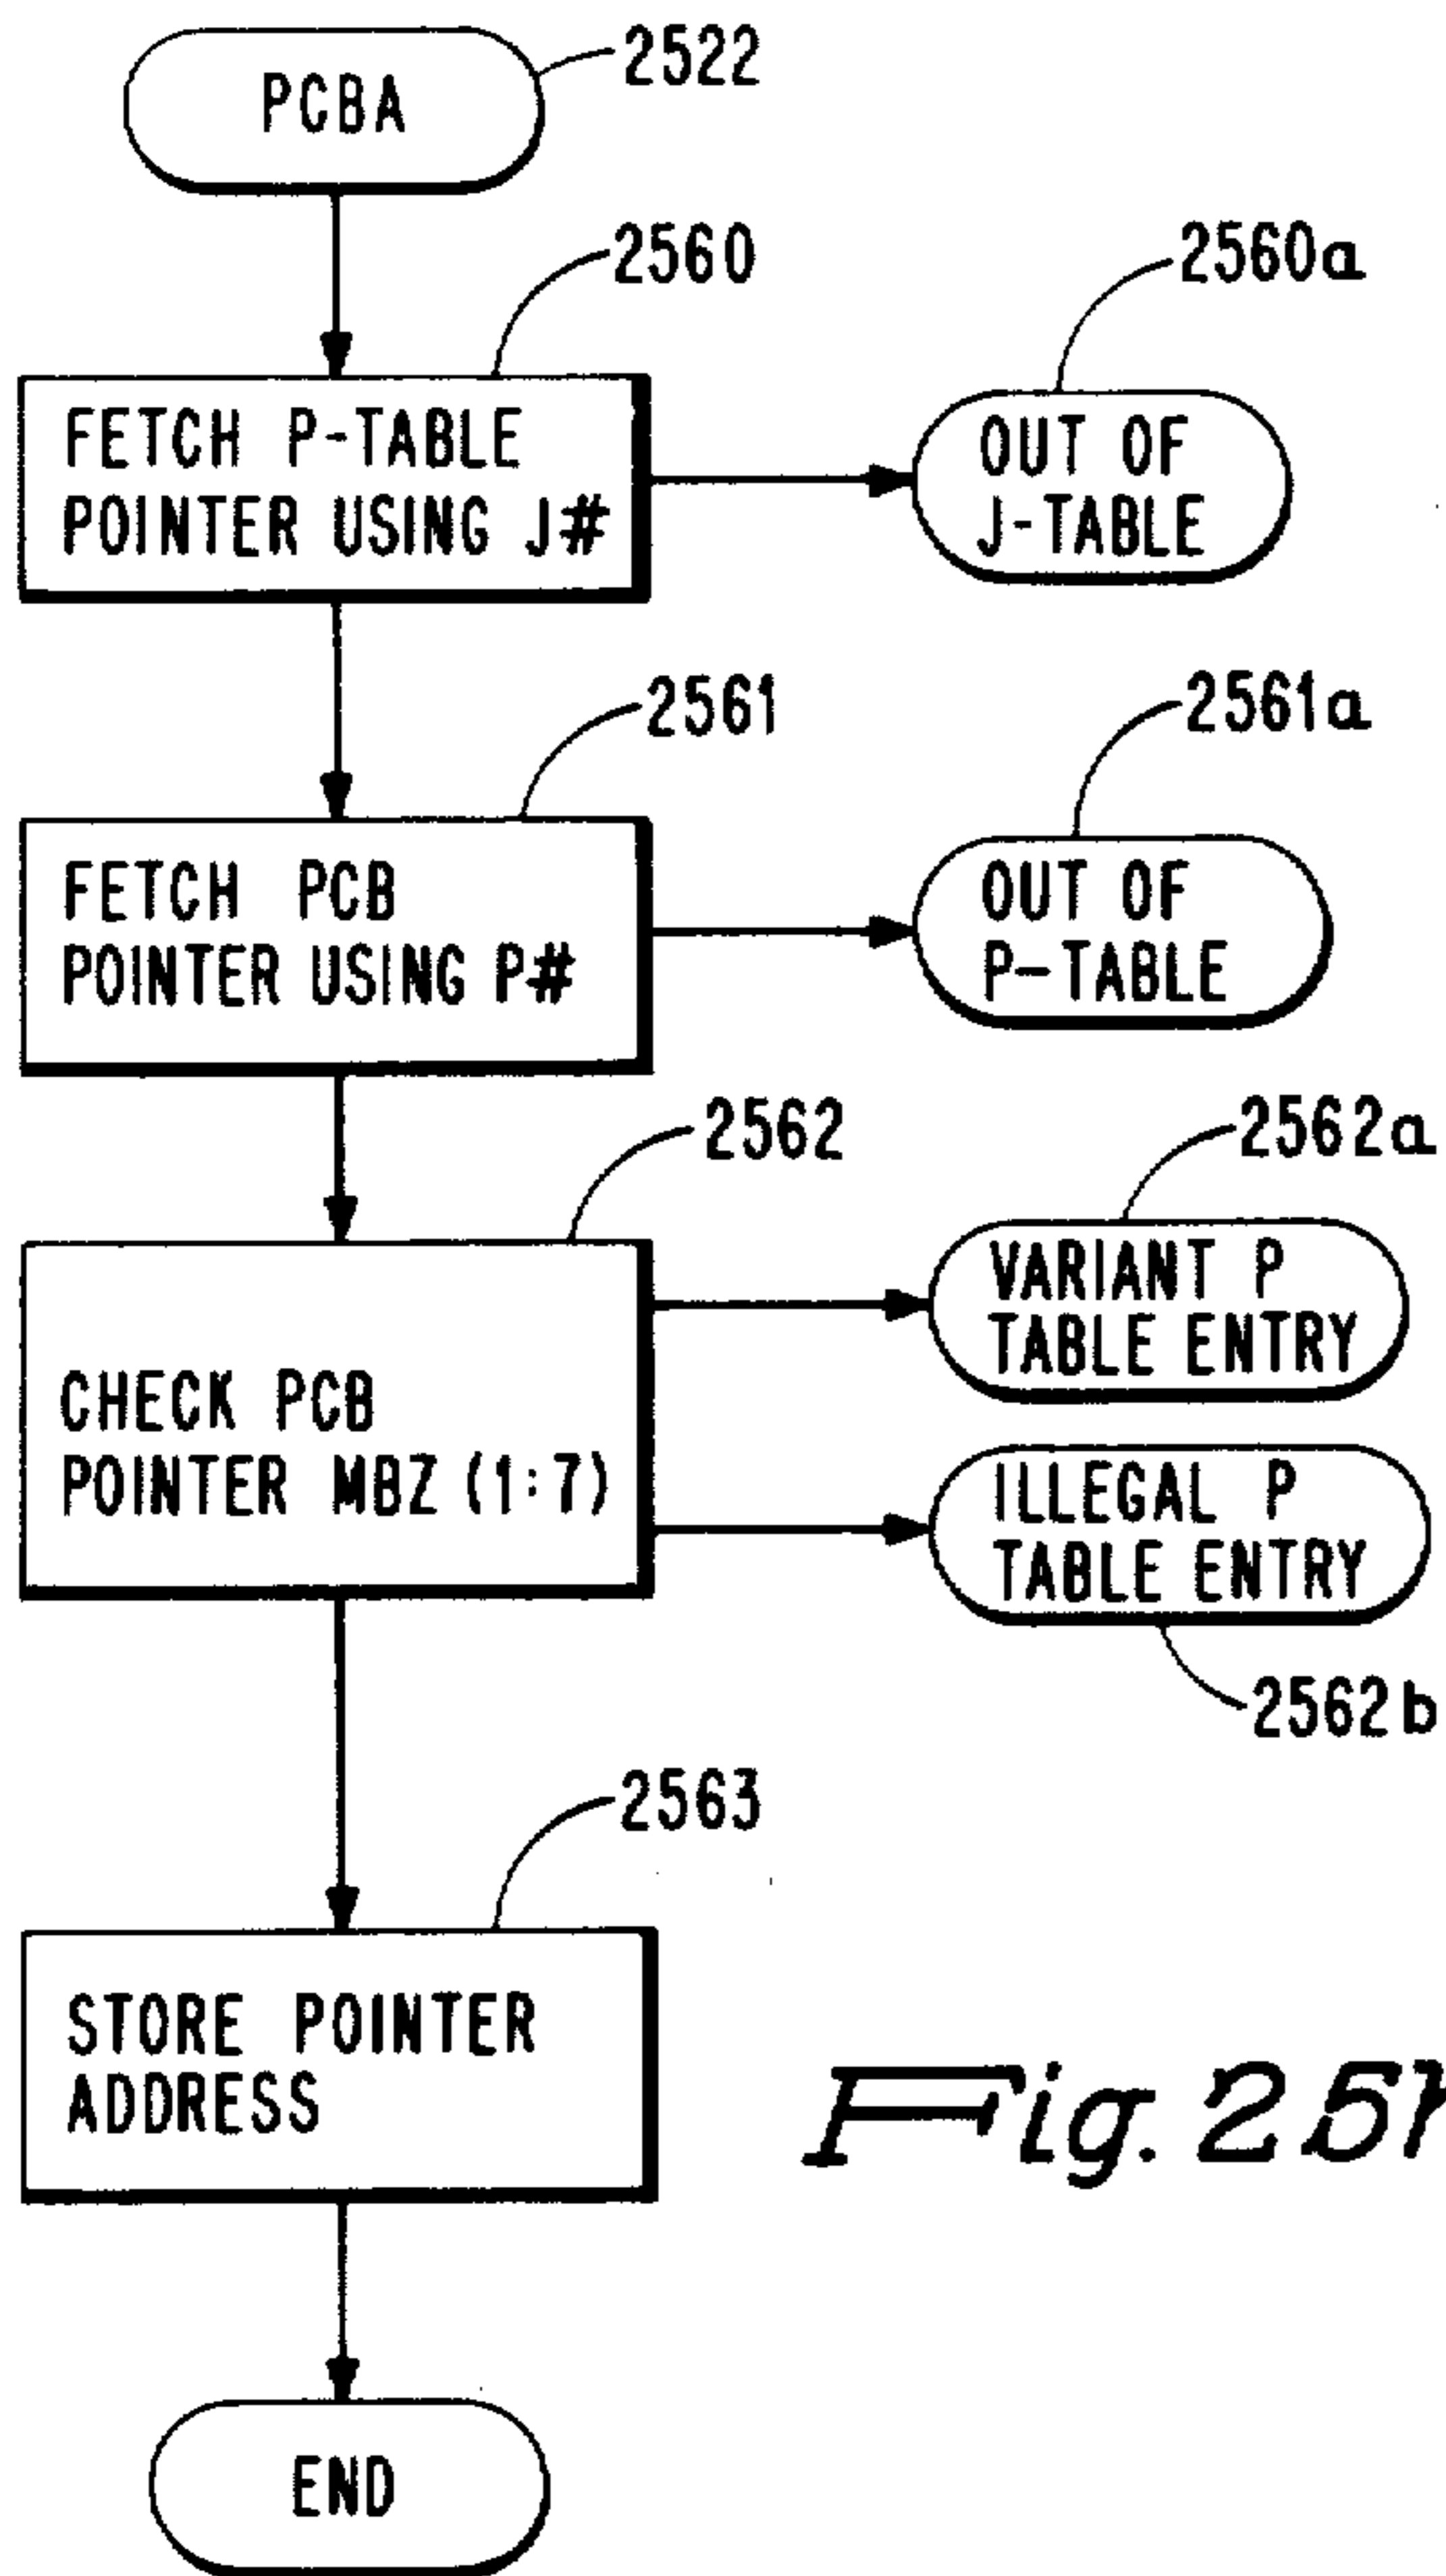 PCBA
2522
2560
2560a
FETCH P-TABLE
POINTER USING J#
OUT OF
J-TABLE
2561
2561a
FETCH PCB
POINTER USING P#
OUT OF
P-TABLE
2562
2562a
VARIANT P
TABLE ENTRY
CHECK PCB
POINTER MBZ (1:7)
ILLEGAL P
TABLE ENTRY
2562b
2563
STORE POINTER
ADDRESS
Fig.
END